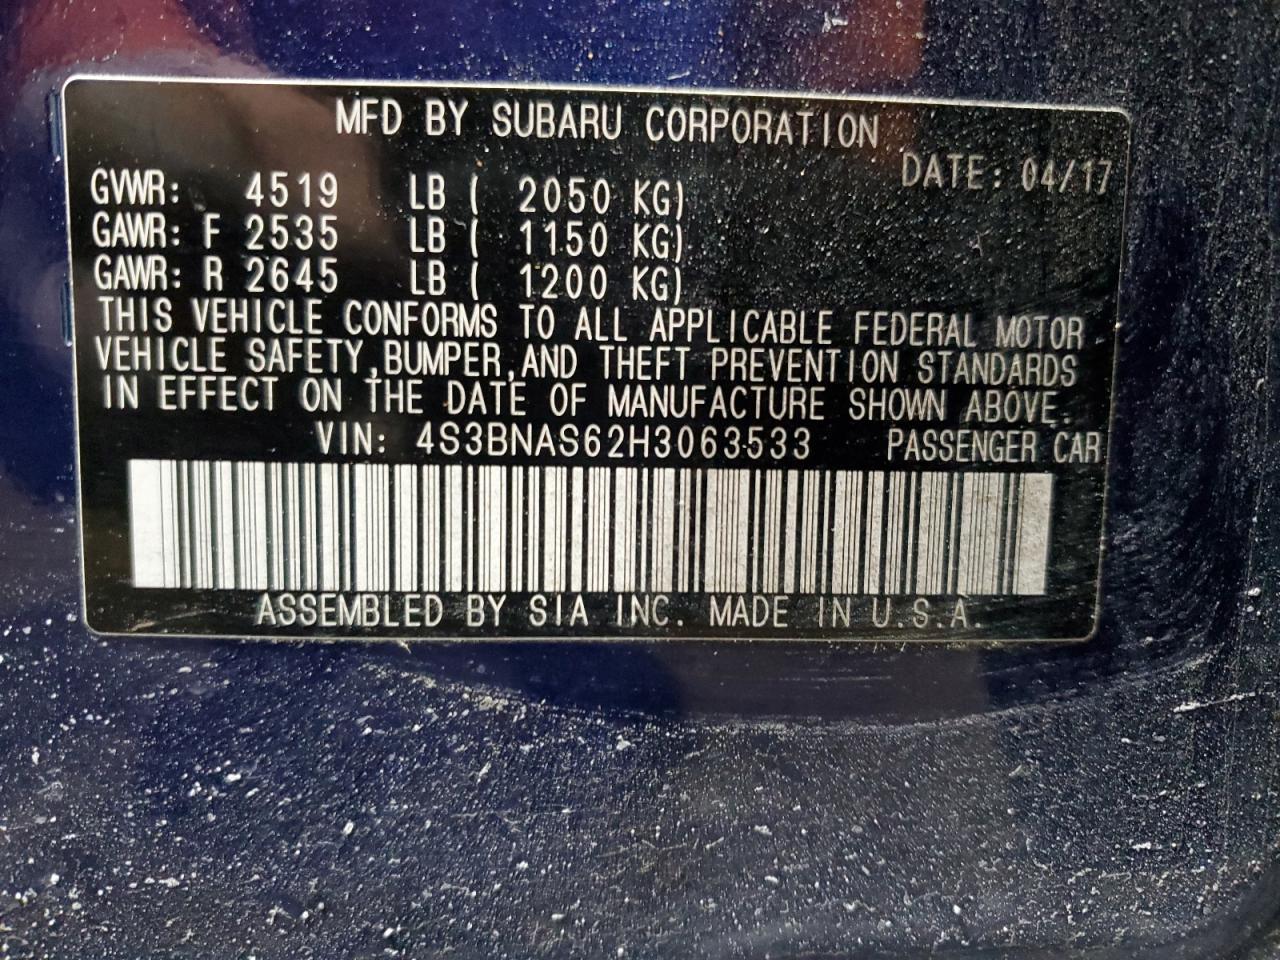 MFD BY SUBARU CORPORATION
DATE: 04/17
GVWR: 4519 LB ( 2050 KG)
GAWR: F 2535 LB ( 1150 KG)
GAWR: R 2645 LB ( 1200 KG)
THIS VEHICLE CONFORMS TO ALL APPLICABLE FEDERAL MOTOR
VEHICLE SAFETY,BUMPER,AND THEFT PREVENTION STANDARDS
IN EFFECT ON THE DATE OF MANUFACTURE SHOWN ABOVE.
VIN: 4S3BNAS62H3063533 PASSENGER CAR
ASSEMBLED BY SIA INC. MADE IN U.S.A.